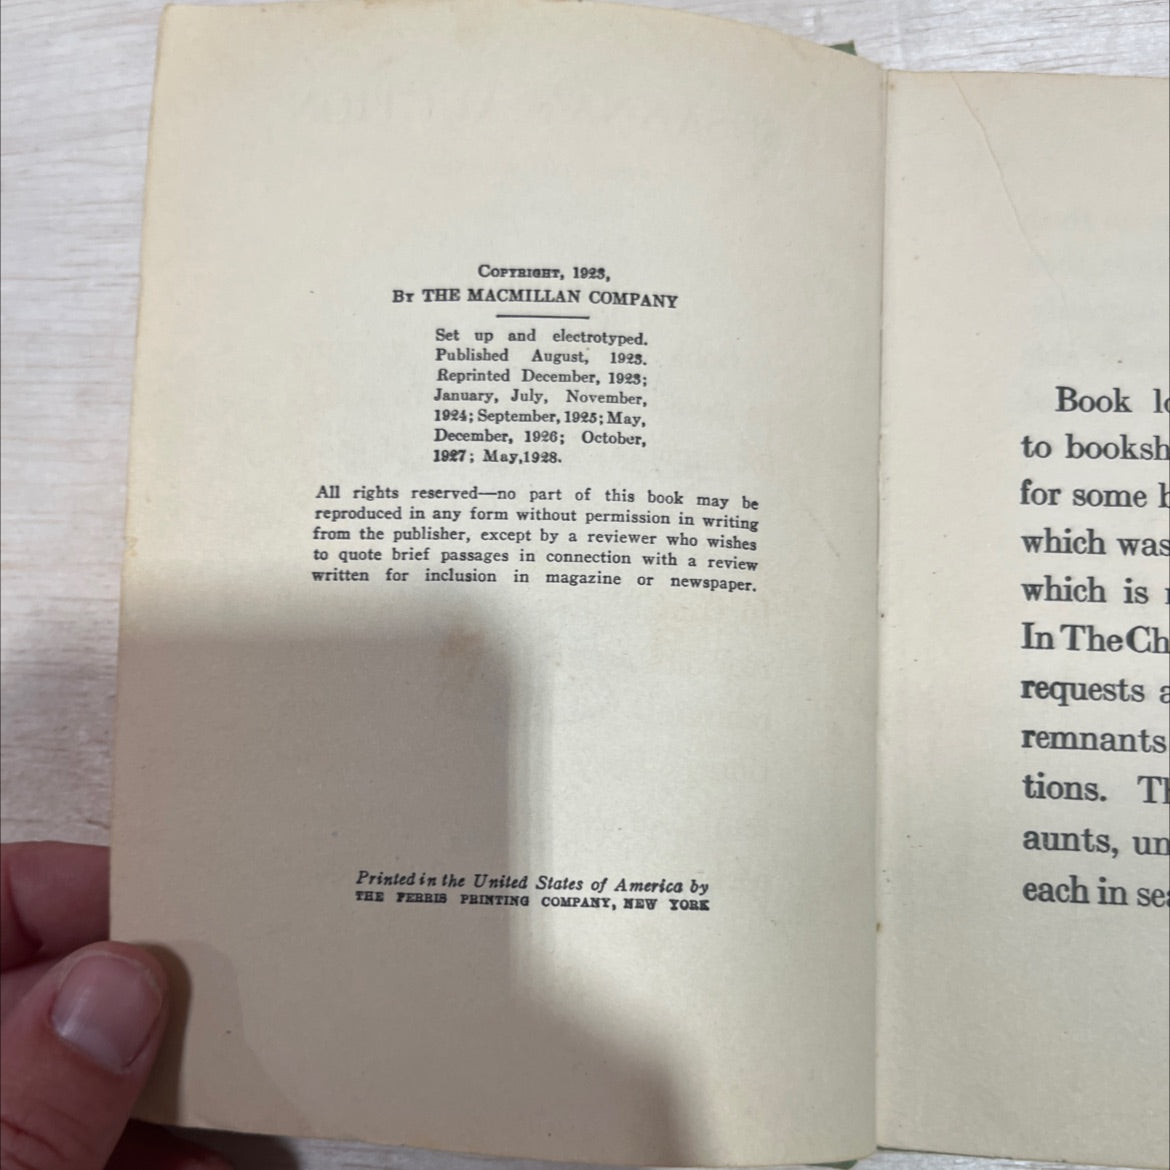 COPYRIGHT, 1923,
BY THE MACMILLAN COMPANY
Set up and electrotyped.
Published August, 1923.
Reprinted December, 1923;
January, July, November,
1924; September, 1925; May,
December, 1926; October,
1927; May, 1928.
All rights reserved—no part of this book may be
reproduced in any form without permission in writing
from the publisher, except by a reviewer who wishes
to quote brief passages in connection with a review
written for inclusion in magazine or newspaper.
Printed in the United States of America by
THE FERRIS PRINTING COMPANY, NEW YORK
Book
to
for some
which was
which is
In The
requests
remnants
tions.
aunts,
each in